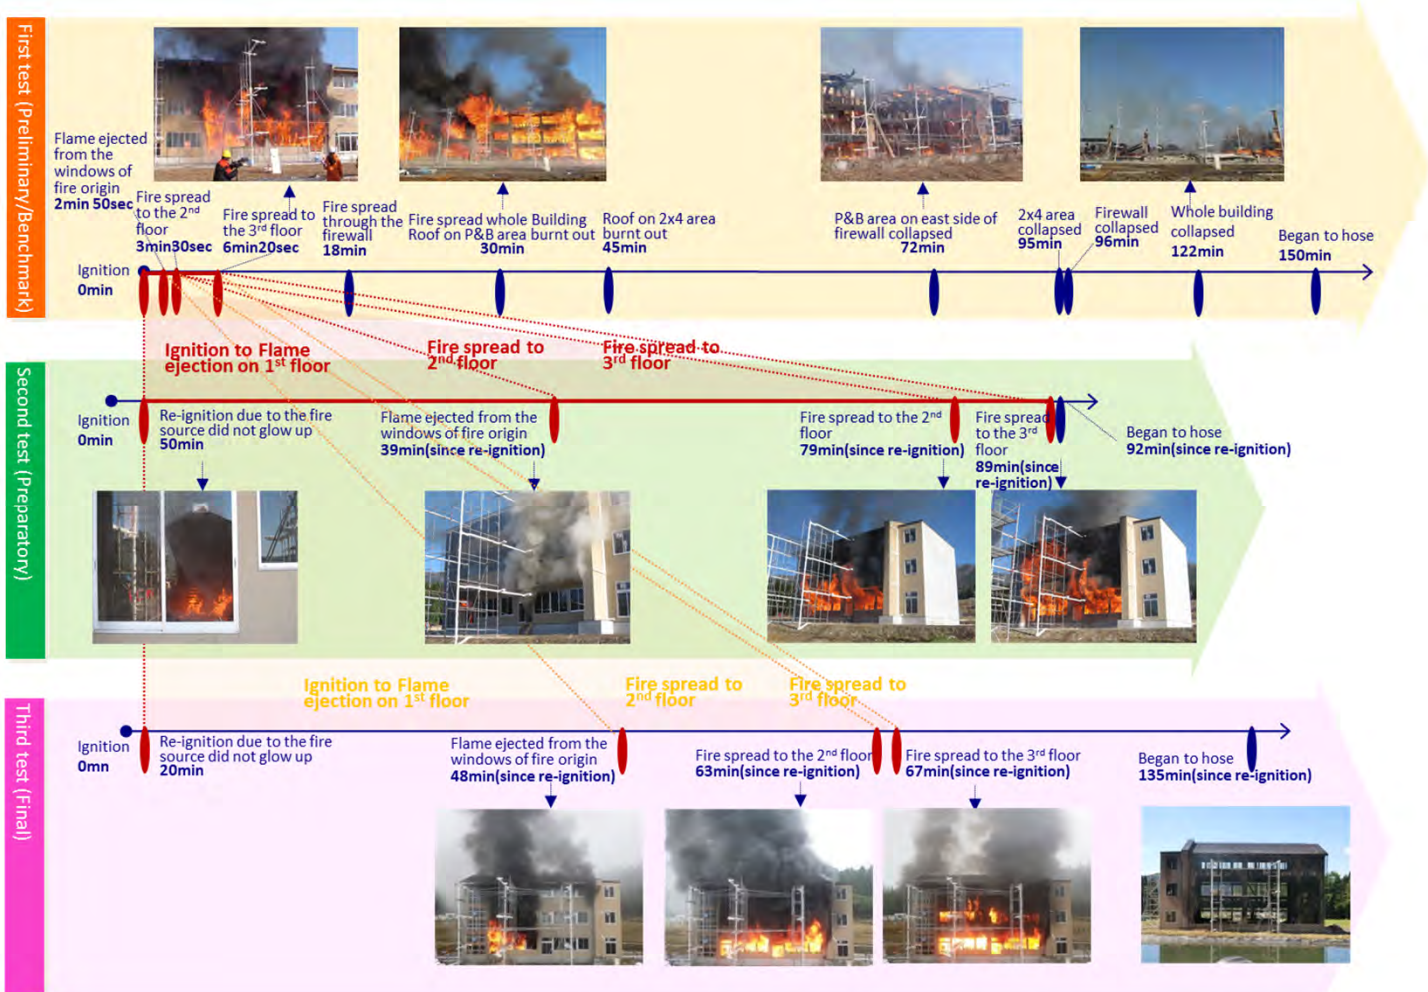 First test (Preliminary/Benchmark)
Flame ejected
from the
windows of
fire origin
2min 50sec
Fire spread
to the 2nd
floor
3min30sec
Fire spread to
the 3rd floor
6min20sec
Fire spread
through the
firewall
18min
Fire spread whole Building
Roof on P&B area burnt out
30min
Roof on 2x4 area
burnt out
45min
P&B area on east side of
firewall collapsed
72min
2x4 area
collapsed
95min
Firewall
collapsed
96min
Whole building
collapsed
122min
Began to hose
150min
Ignition
0min
Ignition to Flame
ejection on 1st floor
Fire spread to
2nd floor
Fire spread to
3rd floor
Second test (Preparatory)
Ignition
0min
Re-ignition due to the fire
source did not glow up
50min
Flame ejected from the
windows of fire origin
39min(since re-ignition)
Fire spread to the 2nd
floor
79min(since re-ignition)
Fire spread
to the 3rd
floor
89min(since
re-ignition)
Began to hose
92min(since re-ignition)
Ignition to Flame
ejection on 1st floor
Fire spread to
2nd floor
Fire spread to
3rd floor
Third test (Final)
Ignition
0mn
Re-ignition due to the fire
source did not glow up
20min
Flame ejected from the
windows of fire origin
48min(since re-ignition)
Fire spread to the 2nd floor
63min(since re-ignition)
Fire spread to the 3rd floor
67min(since re-ignition)
Began to hose
135min(since re-ignition)